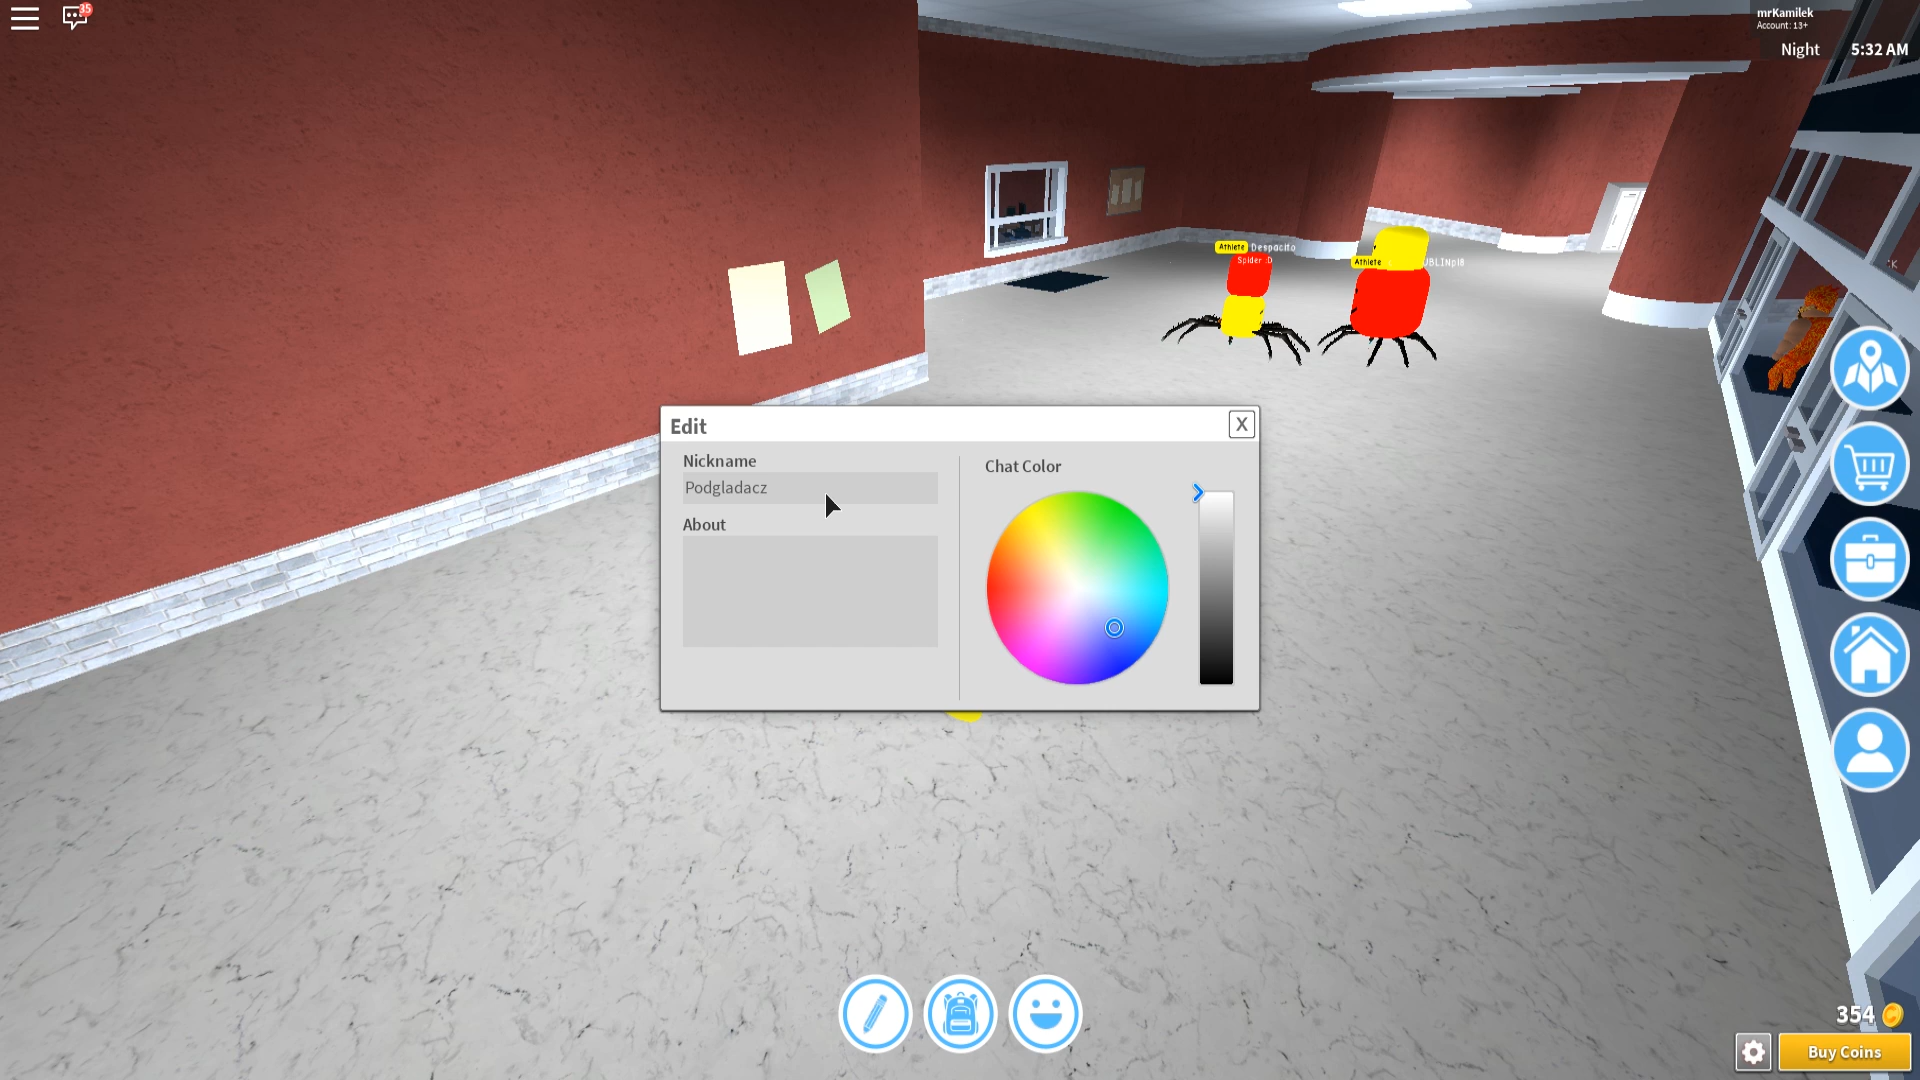 35
mrKamilek
Account: 13+
Night 5:32 AM
Athlete Despacito
Spider :D
Athlete
Edit
X
Nickname
Podgladacz
About
Chat Color
354
Buy Coins